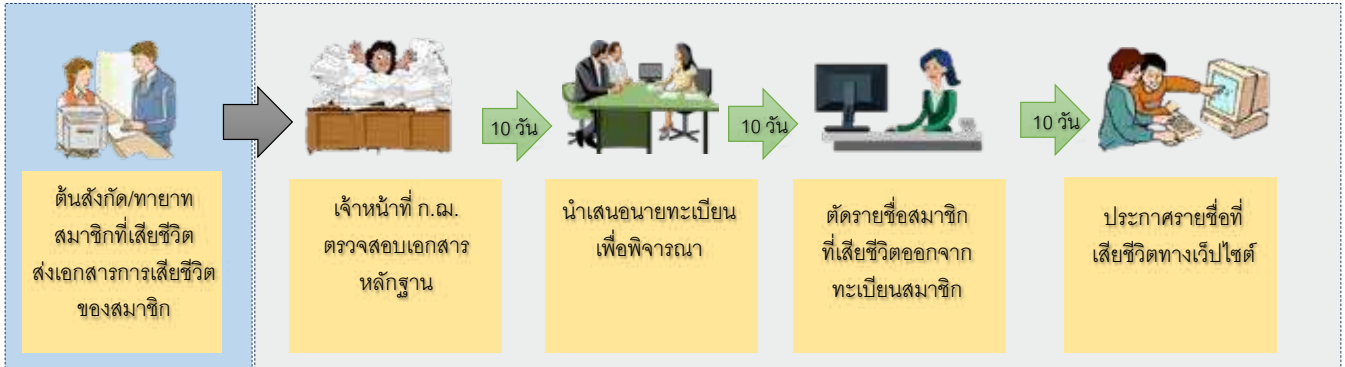 ต้นสังกัด/ทายาท
สมาชิกที่เสียชีวิต
ส่งเอกสารการเสียชีวิต
ของสมาชิก
เจ้าหน้าที่ ก.ฌ.
ตรวจสอบเอกสาร
หลักฐาน
10 วัน
นำเสนอนายทะเบียน
เพื่อพิจารณา
10 วัน
ตัดรายชื่อสมาชิก
ที่เสียชีวิตออกจาก
ทะเบียนสมาชิก
10 วัน
ประกาศรายชื่อที่
เสียชีวิตทางเว็ปไซต์